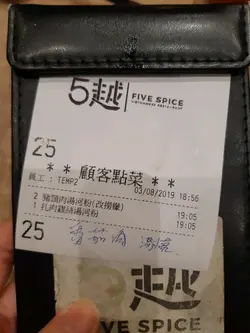 5越 FIVE SPICE
VIETNAMESE RESTAURANT
25
**顧客點菜**
員工: TEMP2 03/08/2019 18:56
2 豬頸肉湯河粉(改撈檬) 19:05
1 扎肉雞絲湯河粉 19:05
25
越
FIVE SPICE